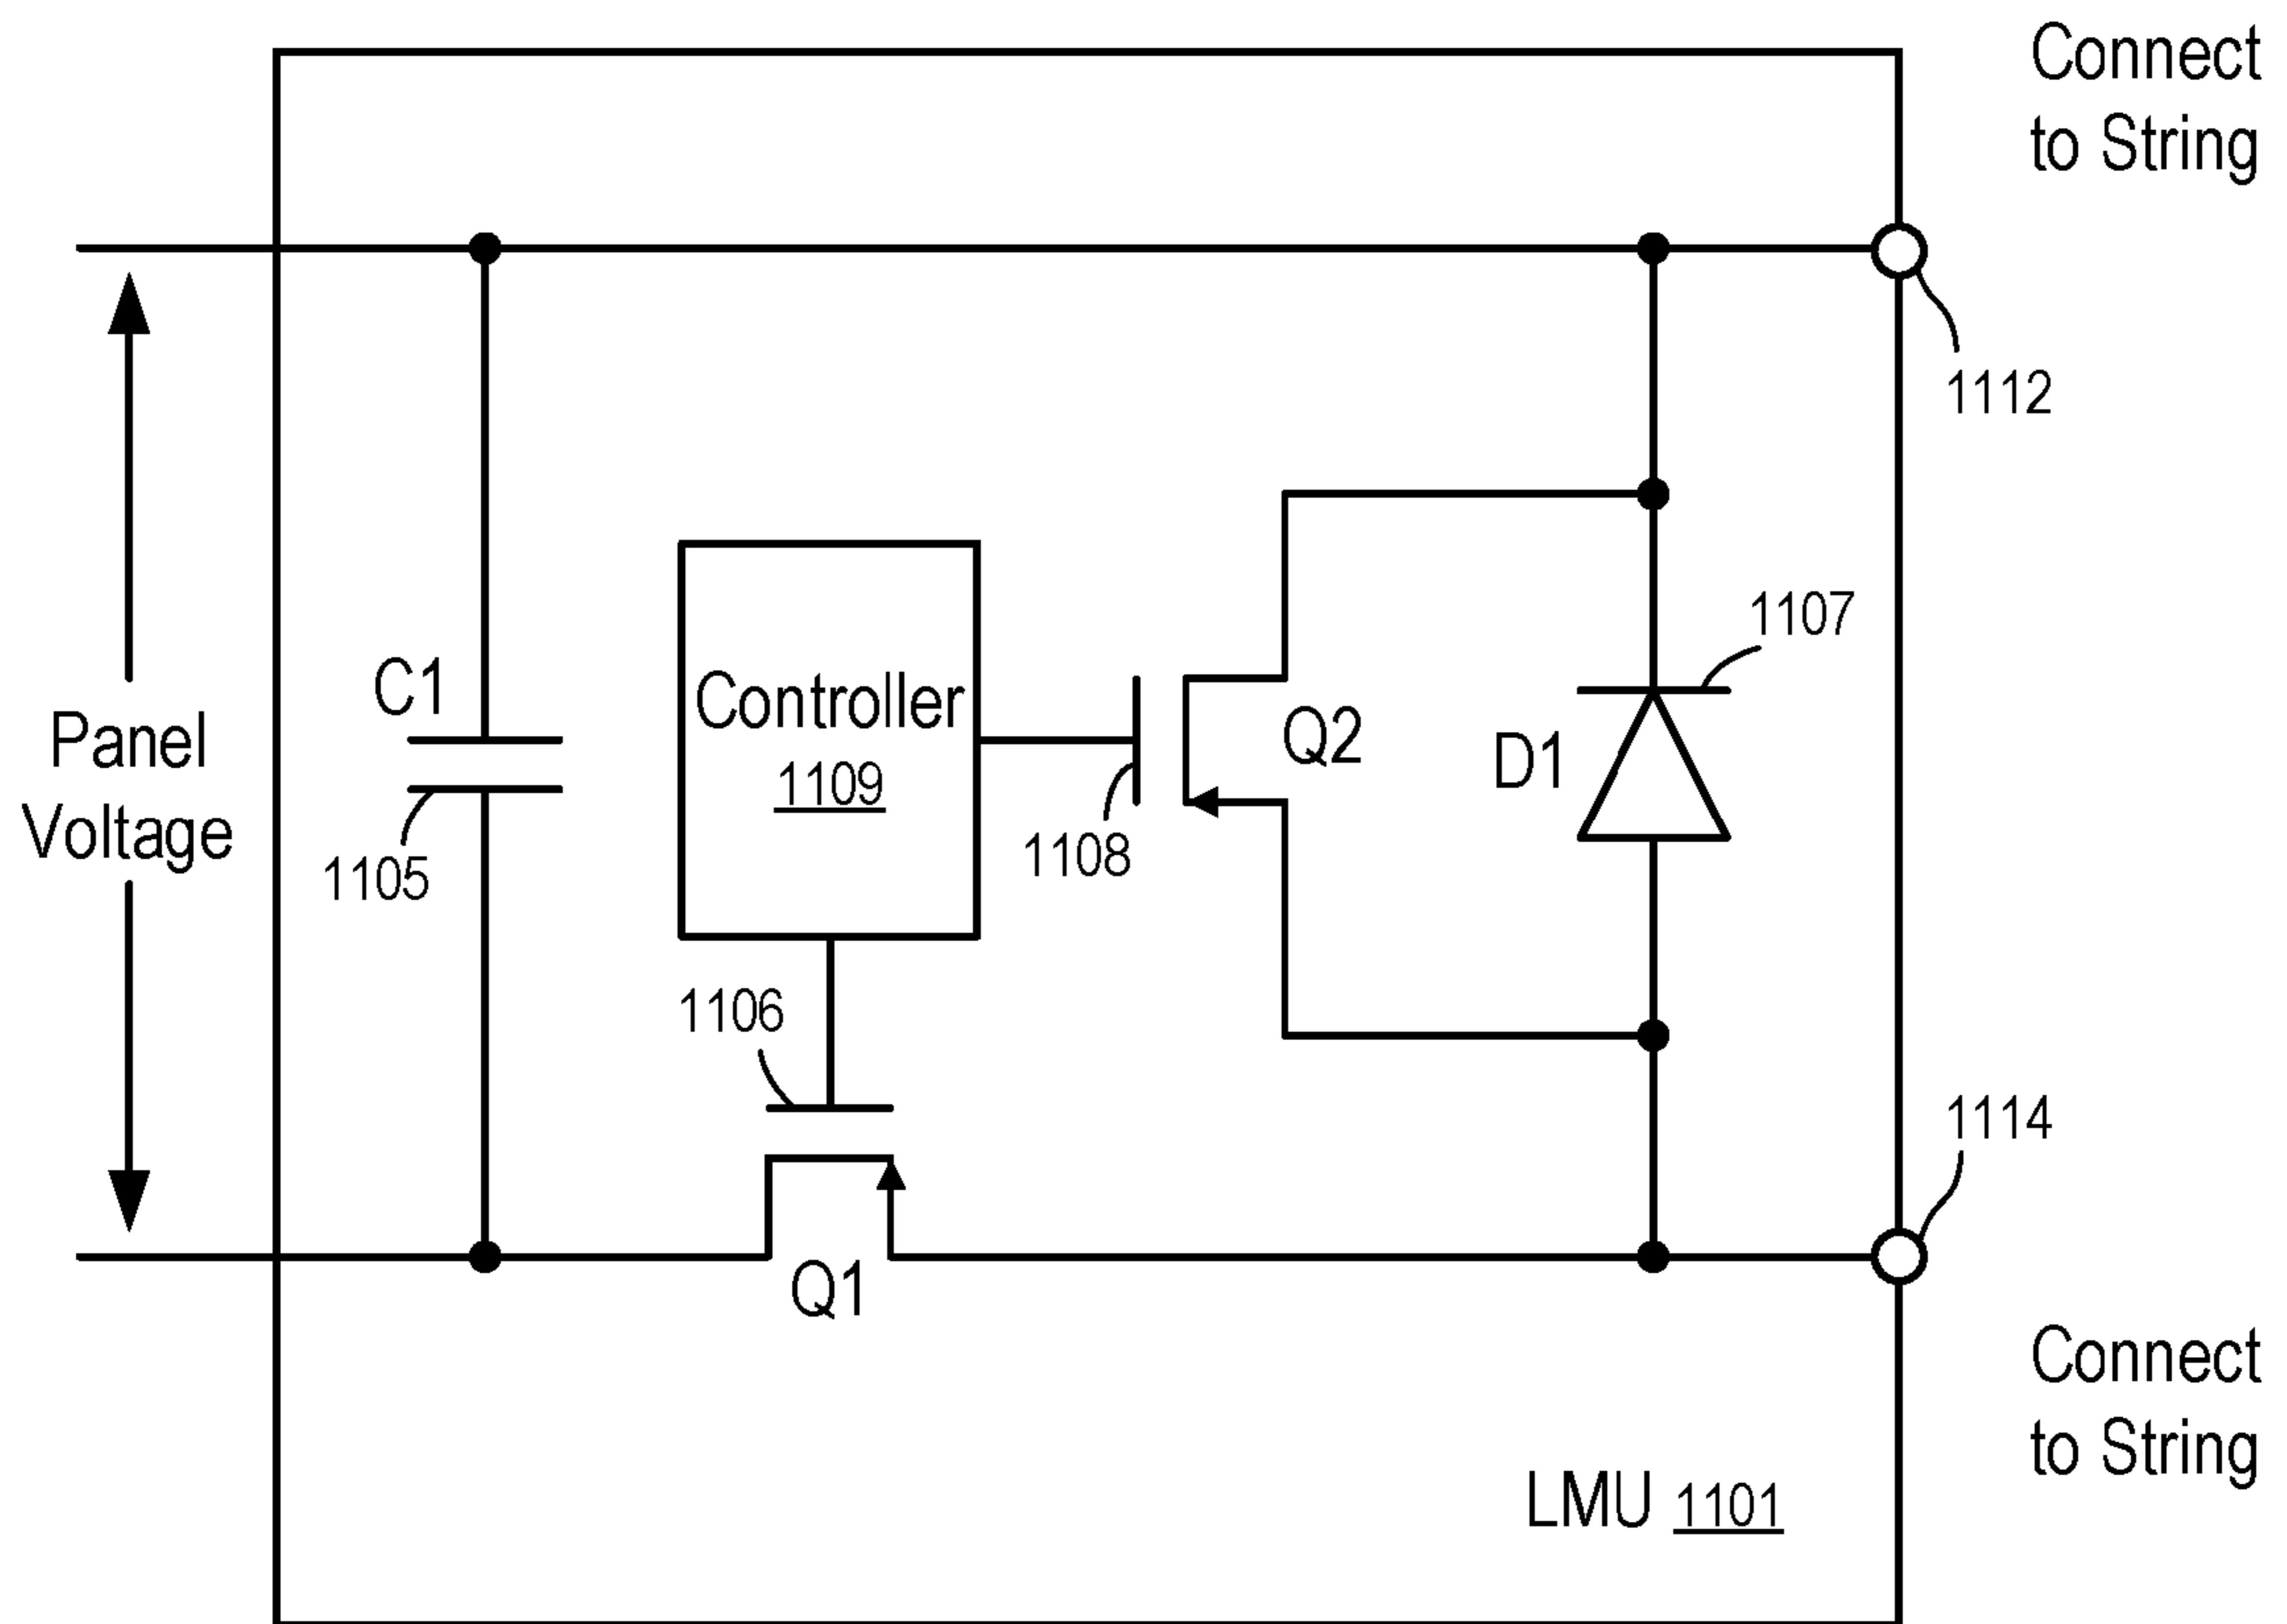 Connect
to String
1112
1107
C1
Controller
1109
Q2
D1
Panel
Voltage
1108
1105
1106
1114
Q1
Connect
to String
LMU 1101